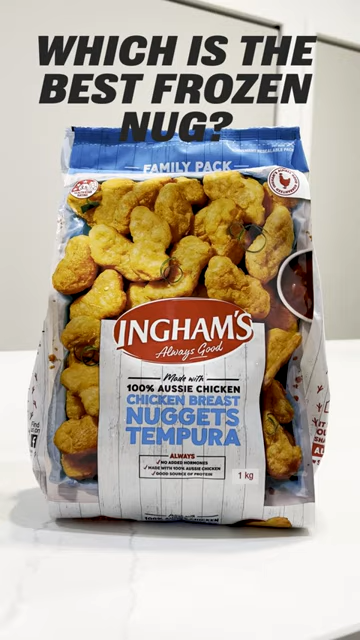 WHICH IS THE
BEST FROZEN
NUG?
FAMILY PACK
INGHAM'S
Always Good
Made with
100% AUSSIE CHICKEN
CHICKEN BREAST
NUGGETS
TEMPURA
ALWAYS
✓ NO ADDED HORMONES
✓ MADE WITH 100% AUSSIE CHICKEN
✓ GOOD SOURCE OF PROTEIN
1 kg
Find